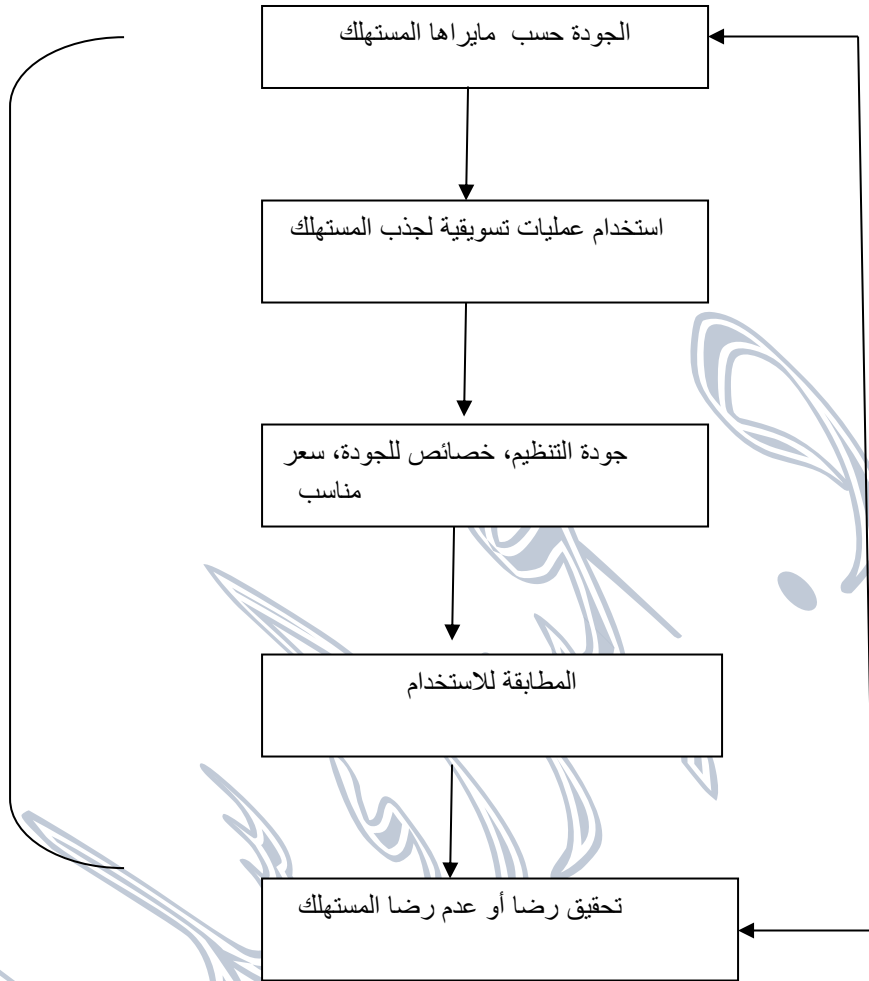 الجودة حسب مايراها المستهلك
استخدام عمليات تسويقية لجذب المستهلك
جودة التنظيم، خصائص للجودة، سعر
مناسب
المطابقة للاستخدام
تحقيق رضا أو عدم رضا المستهلك